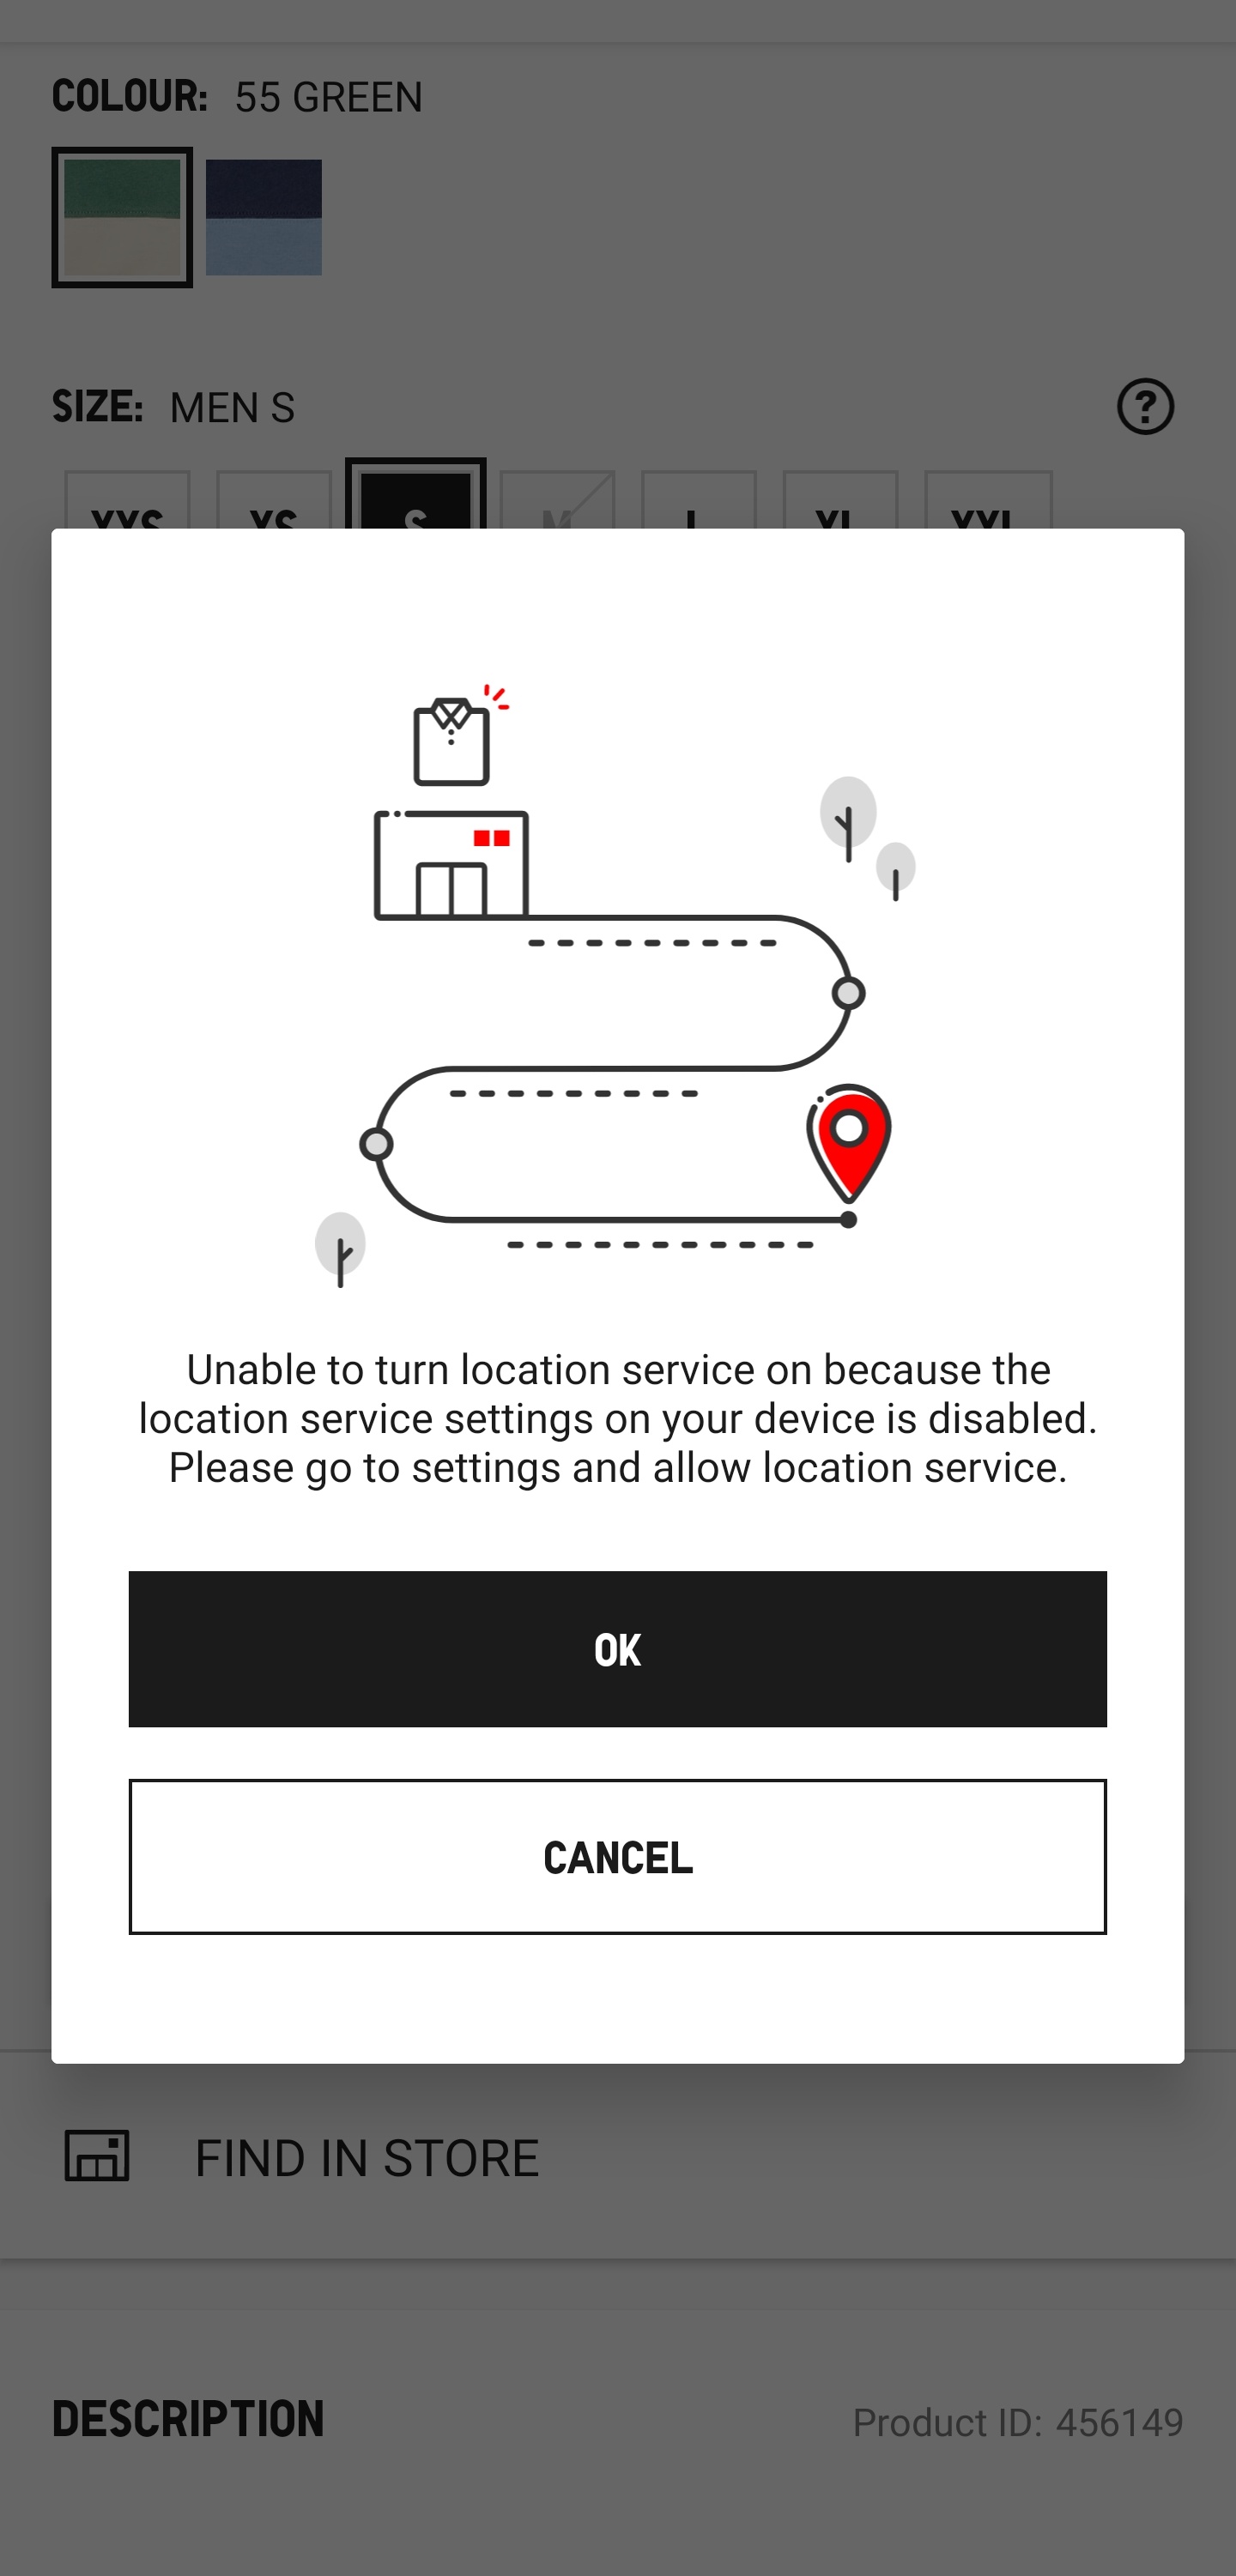 COLOUR: 55 GREEN
SIZE: MEN S
?
XXS XS S M L XL XXL
Unable to turn location service on because the
location service settings on your device is disabled.
Please go to settings and allow location service.
OK
CANCEL
FIND IN STORE
DESCRIPTION
Product ID: 456149